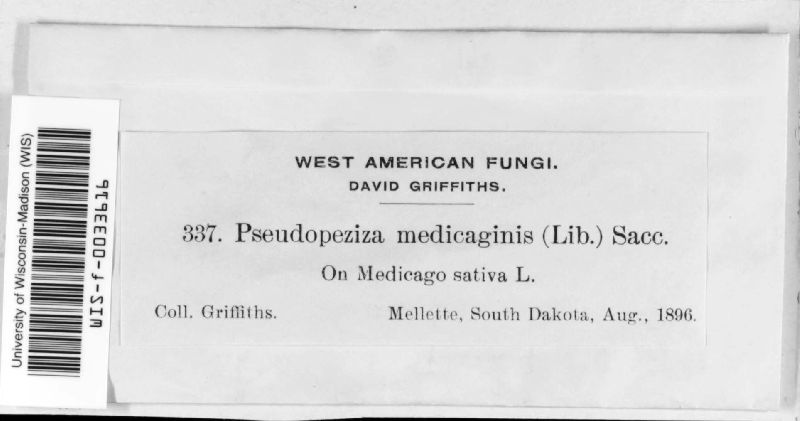 WEST AMERICAN FUNGI.
DAVID GRIFFITHS.
337. Pseudopeziza medicaginis (Lib.) Sacc.
On Medicago sativa L.
Coll. Griffiths.
Mellette, South Dakota, Aug., 1896.
University of Wisconsin-Madison (WIS)
WIS-f-0033616